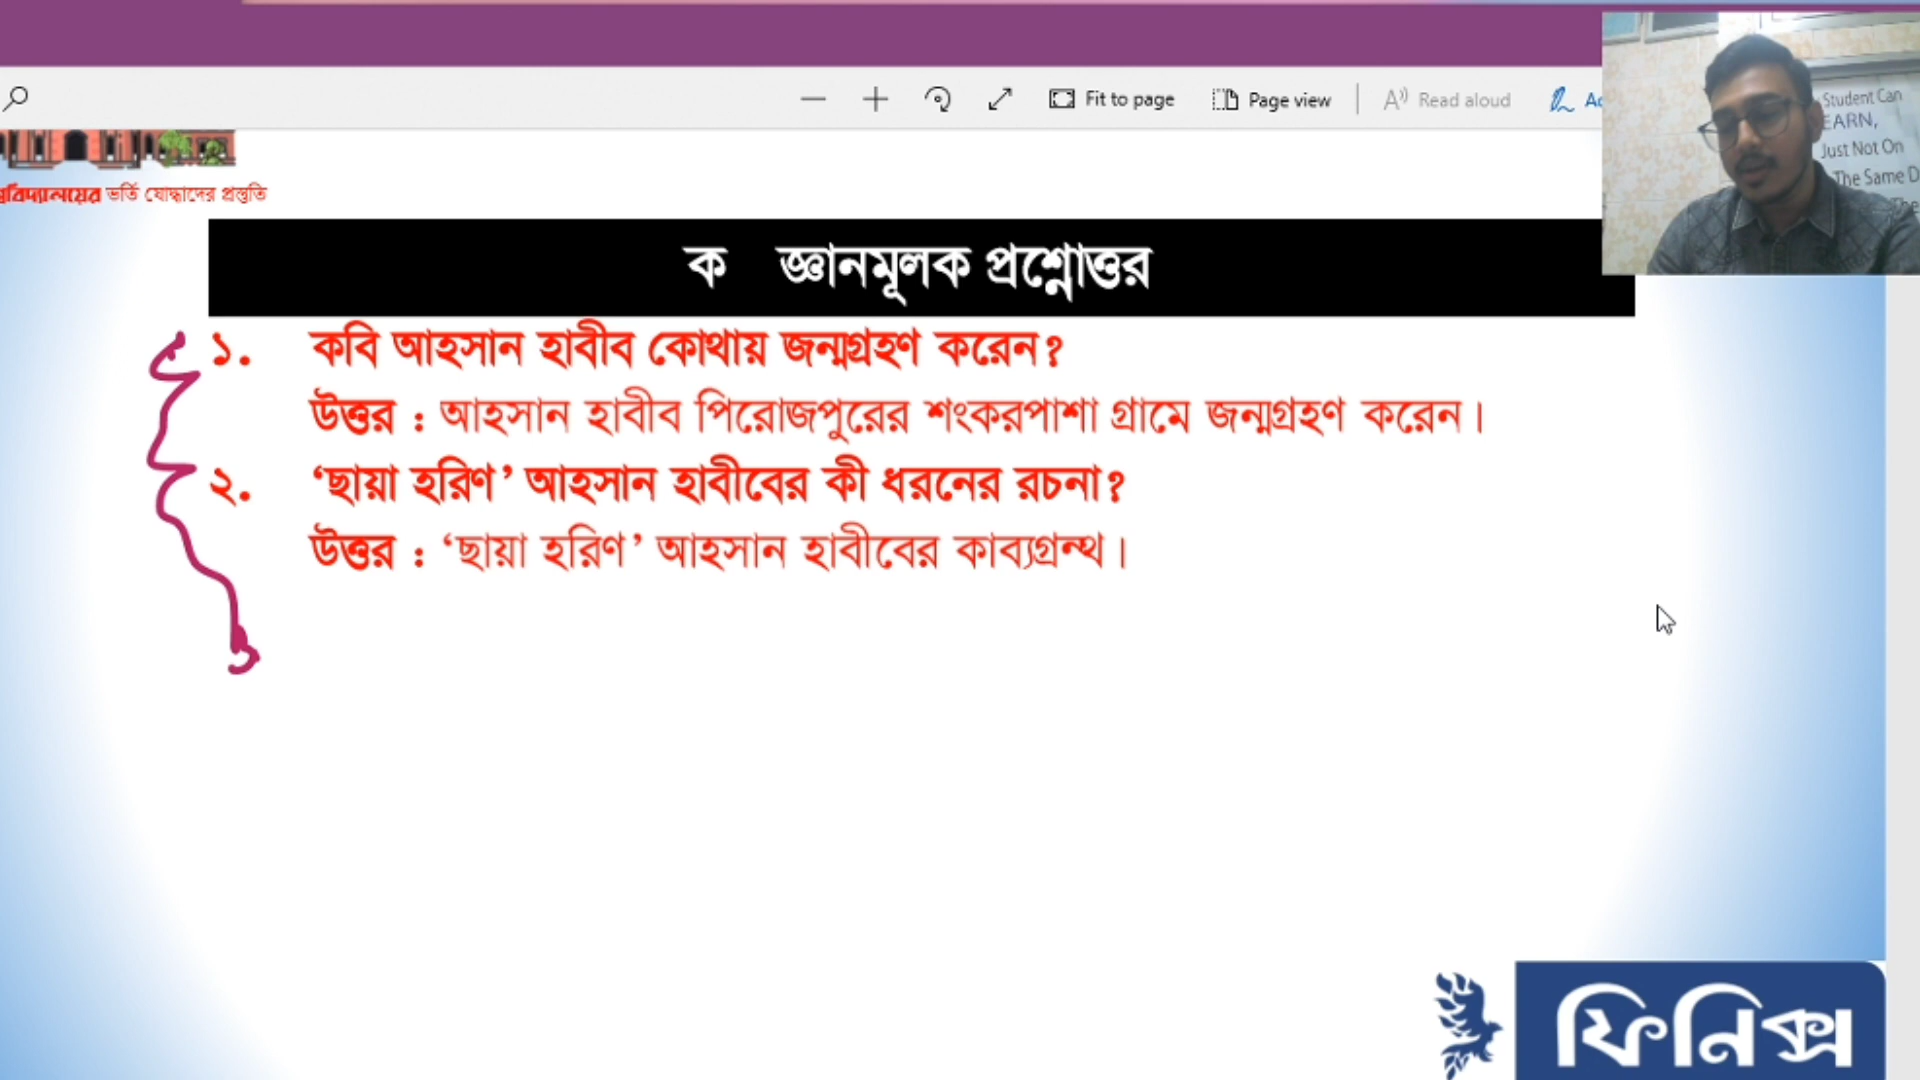 Fit to page Page view Read aloud
Student Can
EARN,
Just Not On
The Same D
The
ভর্তি যোদ্ধাদের প্রস্তুতি
ক জ্ঞানমূলক প্রশ্নোত্তর
১. কবি আহসান হাবীব কোথায় জন্মগ্রহণ করেন?
উত্তর : আহসান হাবীব পিরোজপুরের শংকরপাশা গ্রামে জন্মগ্রহণ করেন।
২. ‘ছায়া হরিণ’ আহসান হাবীবের কী ধরনের রচনা?
উত্তর : ‘ছায়া হরিণ’ আহসান হাবীবের কাব্যগ্রন্থ।
ফিনিক্স